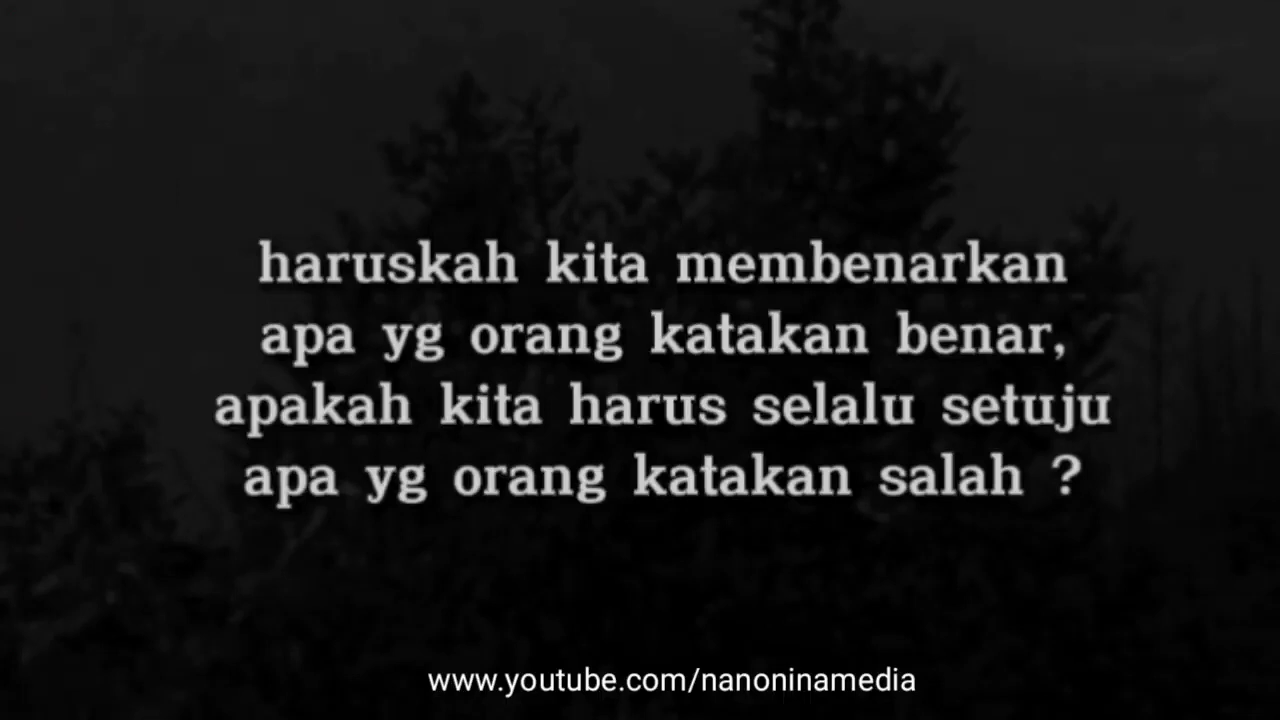 haruskah kita membenarkan
apa yg orang katakan benar,
apakah kita harus selalu setuju
apa yg orang katakan salah ?
www.youtube.com/nanoninamedia